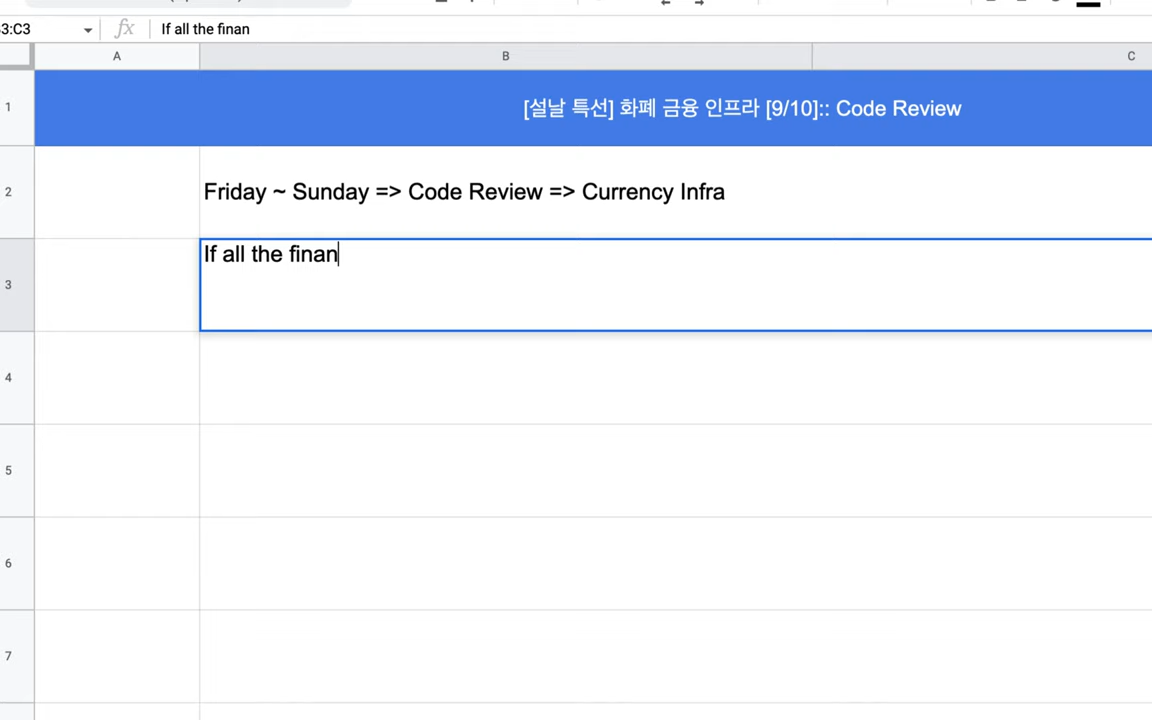 3:C3
fx
If all the finan
A
B
C
1
[설날 특선] 화폐 금융 인프라 [9/10]:: Code Review
2
Friday ~ Sunday => Code Review => Currency Infra
3
If all the finan
4
5
6
7